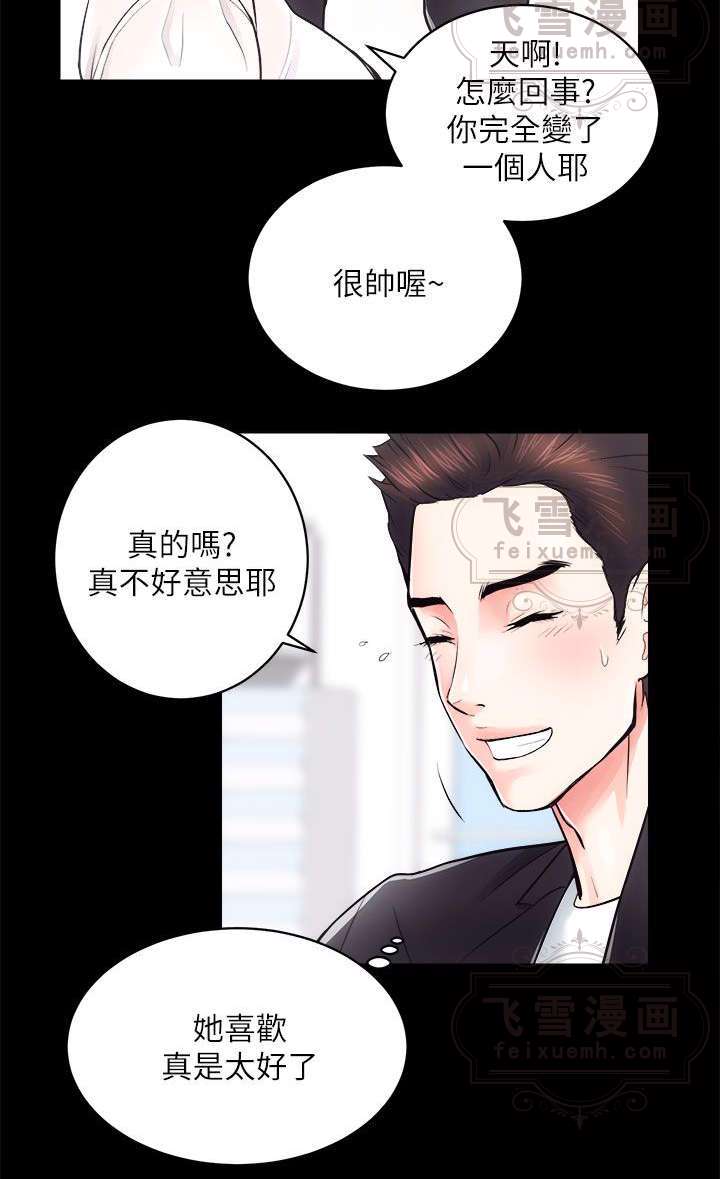 飞雪漫画
feixuemh.com
天啊!
怎麼回事?
你完全變了
一個人耶
很帥喔~
真的嗎?
真不好意思耶
飞雪漫画
feixuemh.com
她喜歡
真是太好了
飞雪漫画
feixuemh.com